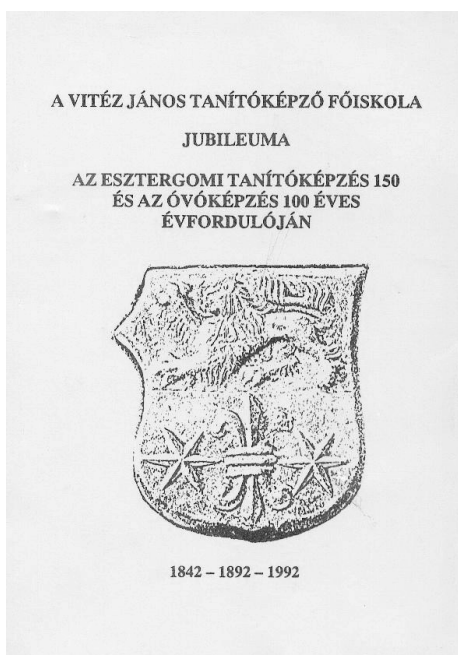 A VITÉZ JÁNOS TANÍTÓKÉPZŐ FŐISKOLA
JUBILEUMA
AZ ESZTERGOMI TANÍTÓKÉPZÉS 150
ÉS AZ ÓVÓKÉPZÉS 100 ÉVES
ÉVFORDULÓJÁN
1842 – 1892 – 1992